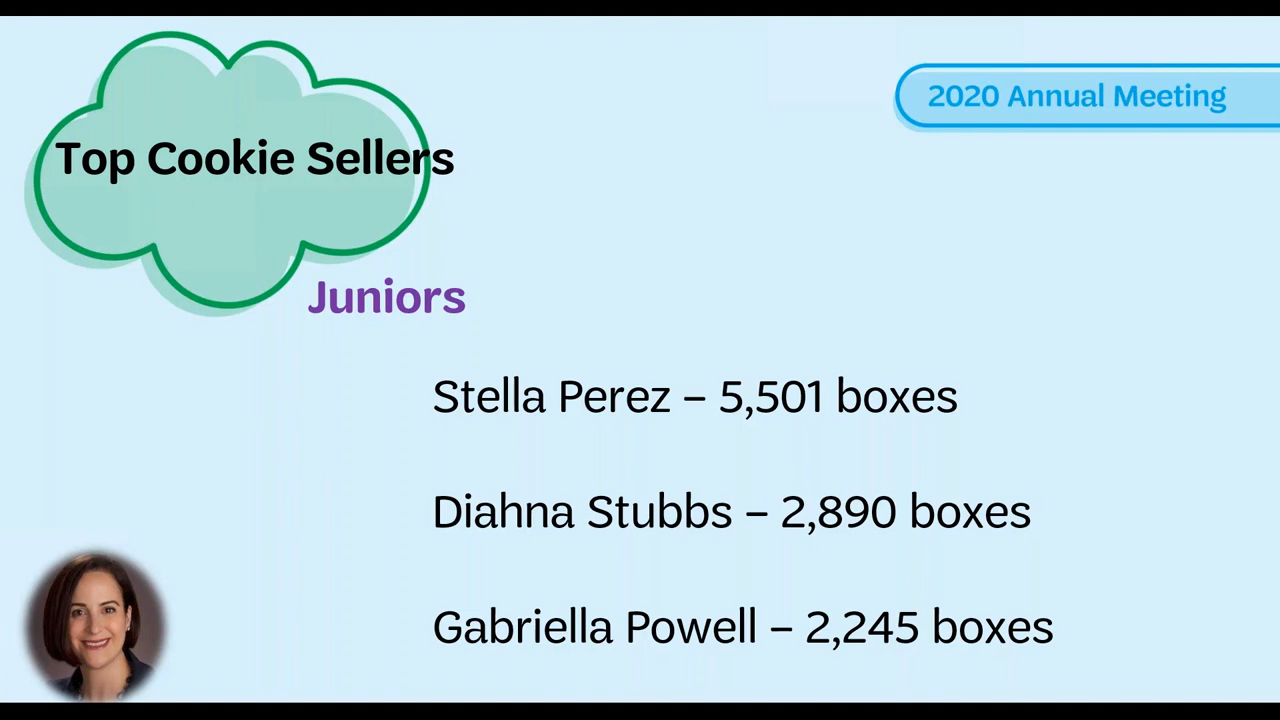 2020 Annual Meeting
Top Cookie Sellers
Juniors
Stella Perez – 5,501 boxes
Diahna Stubbs – 2,890 boxes
Gabriella Powell – 2,245 boxes